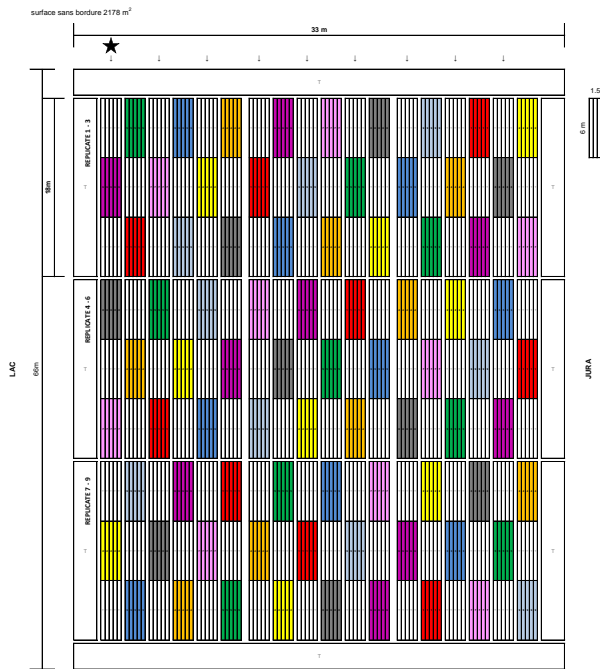 surface sans bordure 2178 m²
33 m
T
1.5
6 m
REPLICATE 1 - 3
18m
T
T
REPLICATE 4 - 6
T
T
LAC
66m
JURA
REPLICATE 7 - 9
T
T
T